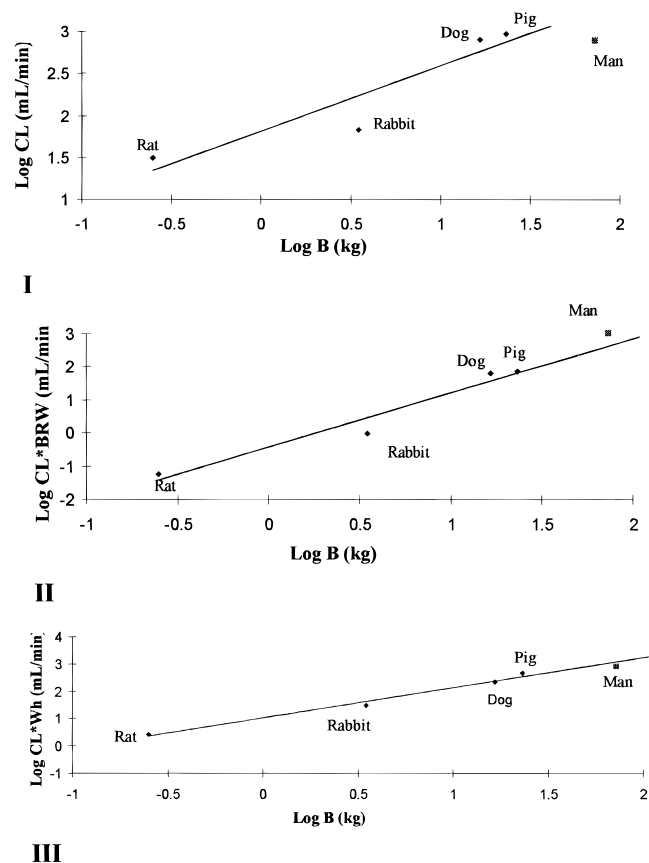 3
2.5
2
1.5
1
Log CL (mL/min)
Rat
Rabbit
Dog
Pig
Man
-1 -0.5 0 0.5 1 1.5 2
Log B (kg)
I
3
2
1
0
-1
-2
Log CL*BRW (mL/min
Rat
Rabbit
Dog
Pig
Man
-1 -0.5 0 0.5 1 1.5 2
Log B (kg)
II
4
3
2
1
0
-1
Log CL*Wh (mL/min)
Rat
Rabbit
Dog
Pig
Man
-1 -0.5 0 0.5 1 1.5 2
Log B (kg)
III